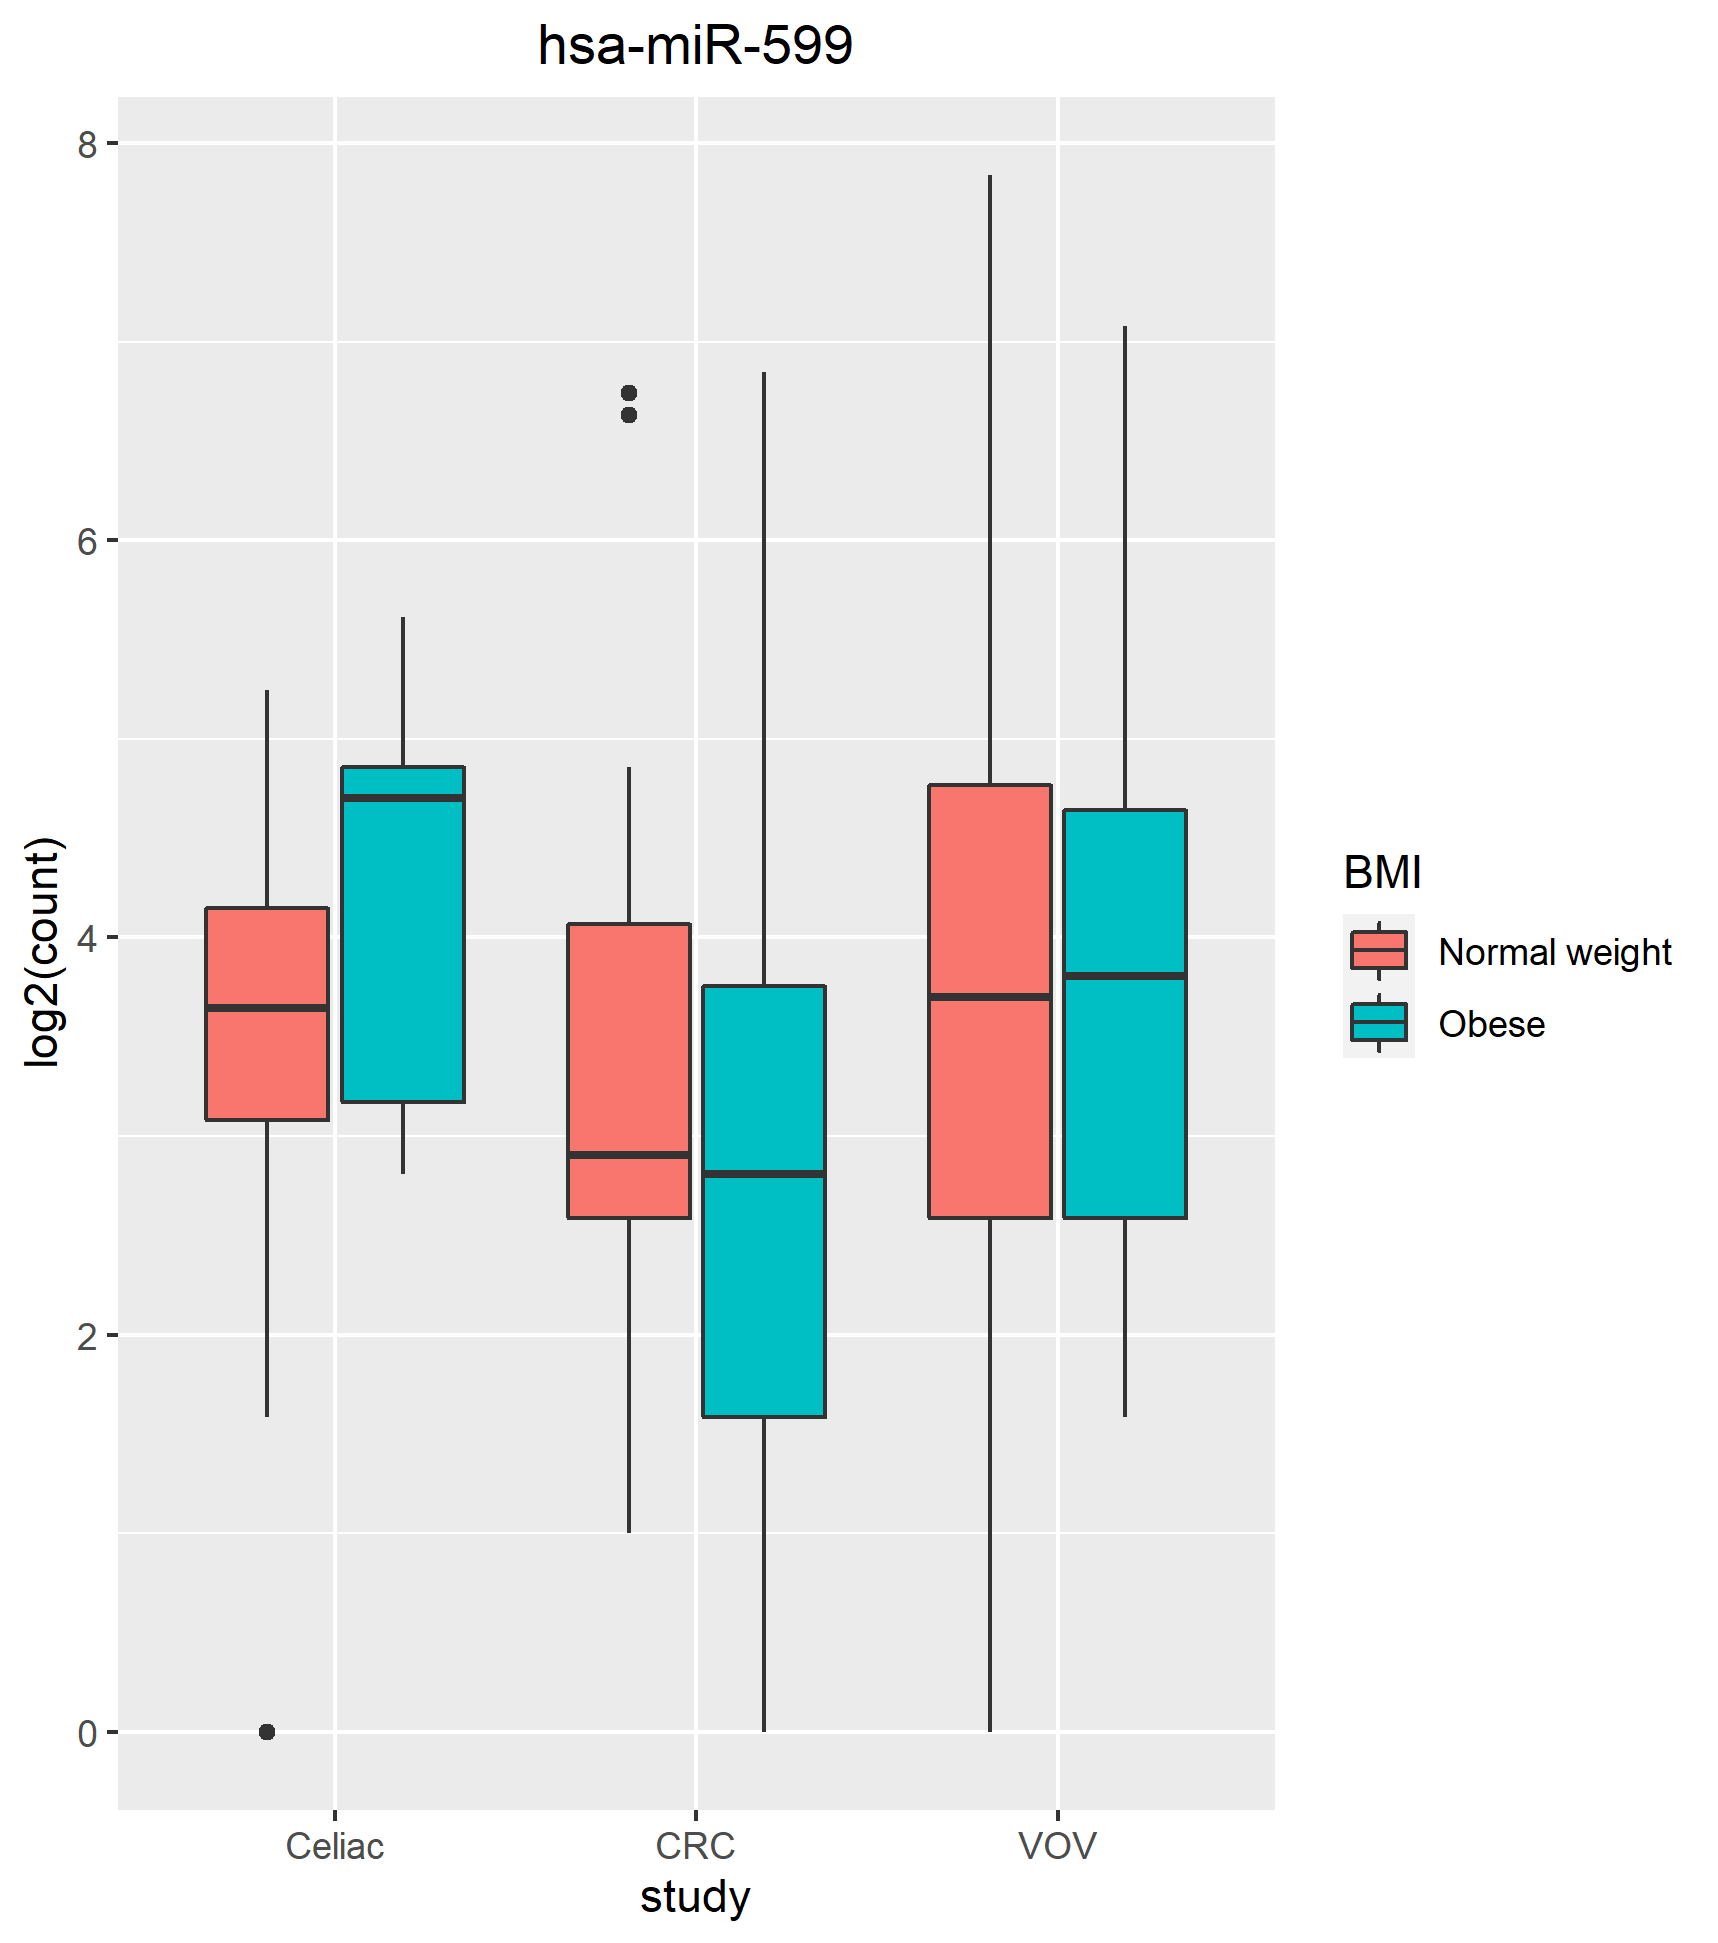 hsa-miR-599
8
6
4
2
0
log2(count)
Celiac
CRC
VOV
study
BMI
Normal weight
Obese